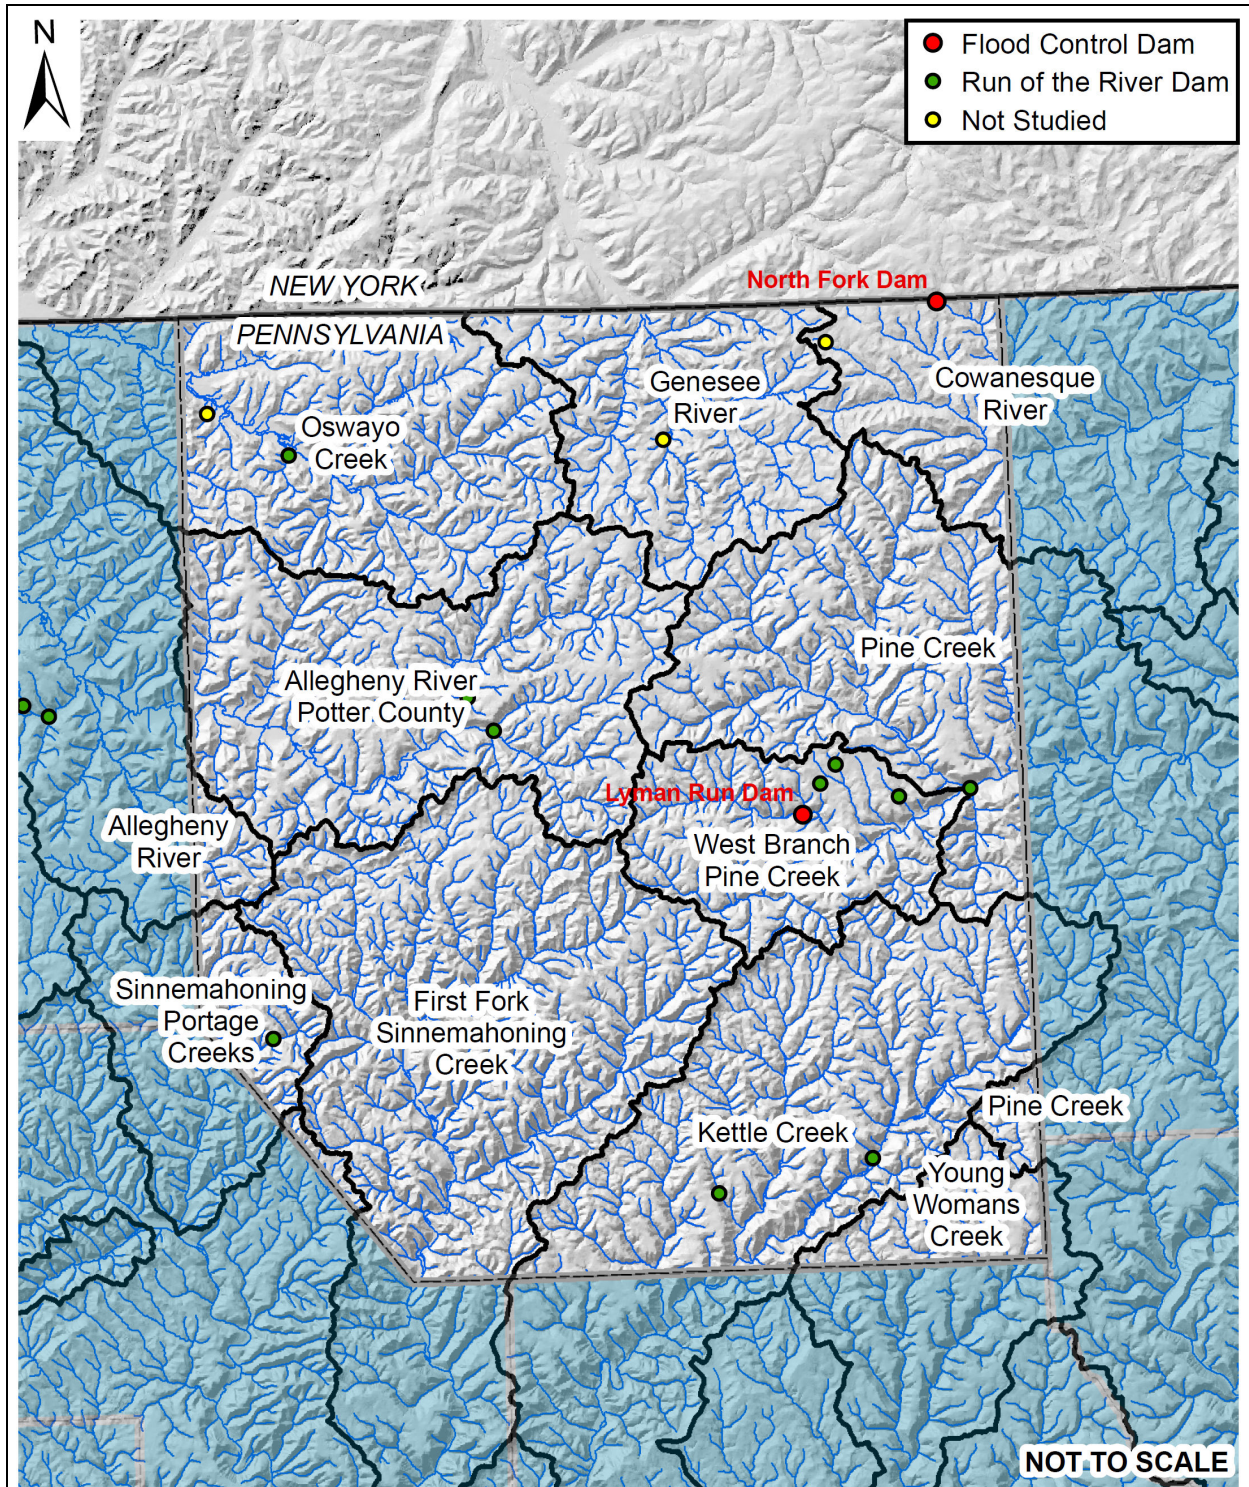 N
Flood Control Dam
Run of the River Dam
Not Studied
NEW YORK
North Fork Dam
PENNSYLVANIA
Genesee
River
Cowanesque
River
Oswayo
Creek
Pine Creek
Allegheny River
Potter County
Lyman Run Dam
Allegheny
River
West Branch
Pine Creek
Sinnemahoning
Portage
Creeks
First Fork
Sinnemahoning
Creek
Pine Creek
Kettle Creek
Young
Womans
Creek
NOT TO SCALE